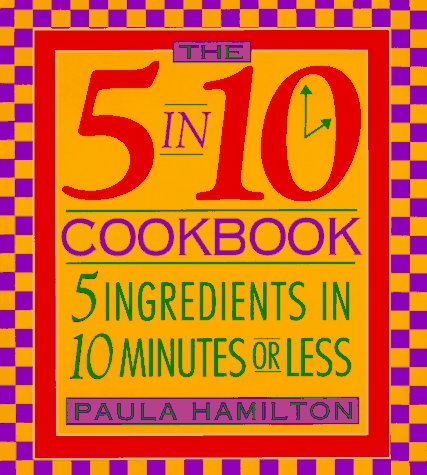 THE
5 IN 10
COOKBOOK
5 INGREDIENTS IN
10 MINUTES OR LESS
PAULA HAMILTON